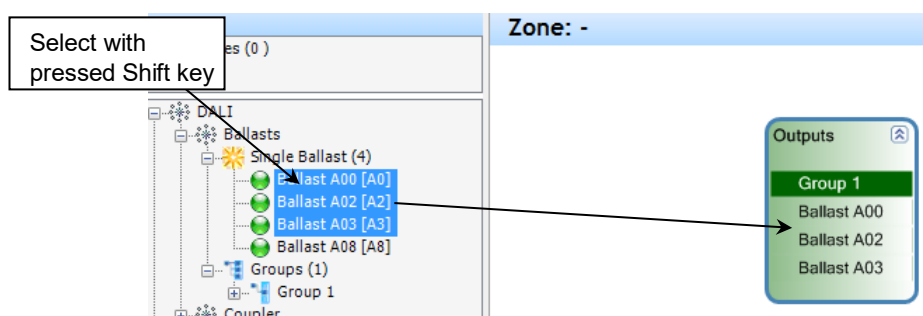 Select with
pressed Shift key
es (0 )
Zone: -
DALI
Ballasts
Single Ballast (4)
Ballast A00 [A0]
Ballast A02 [A2]
Ballast A03 [A3]
Ballast A08 [A8]
Groups (1)
Group 1
Coupler
Outputs
Group 1
Ballast A00
Ballast A02
Ballast A03